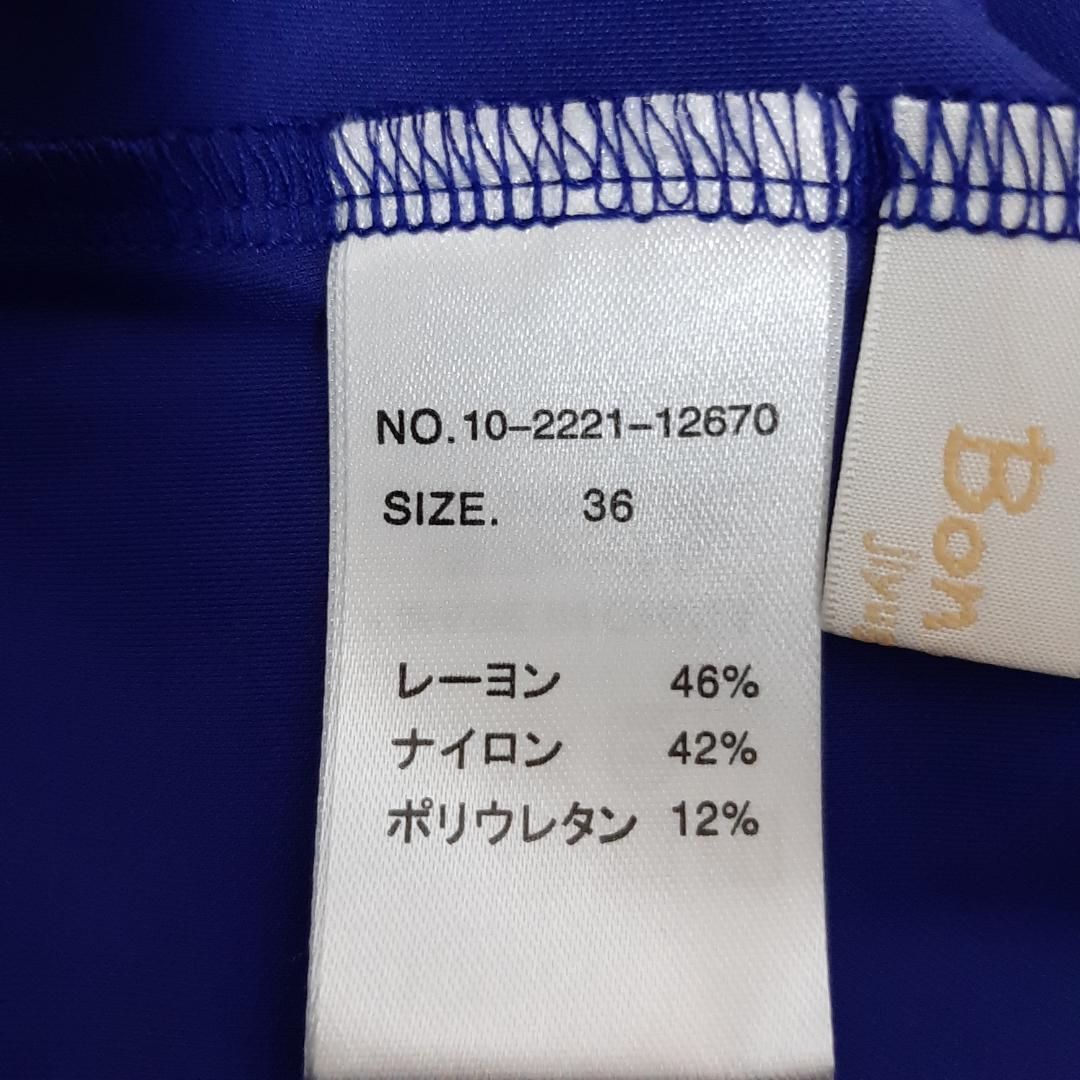 NO.10-2221-12670
SIZE. 36
レーヨン 46%
ナイロン 42%
ポリウレタン 12%
Bon